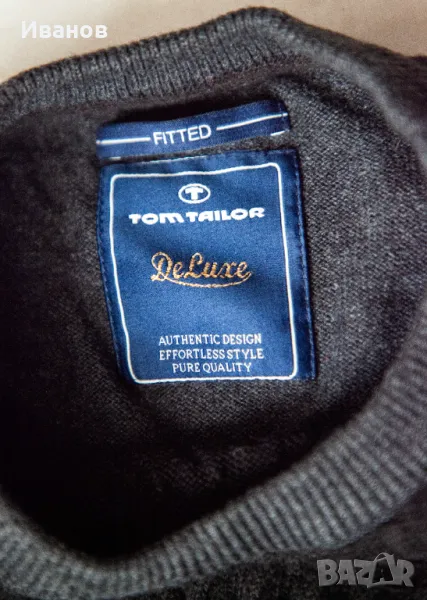 Иванов
FITTED
TOM TAILOR
DeLuxe
AUTHENTIC DESIGN
EFFORTLESS STYLE
PURE QUALITY
BAZAR